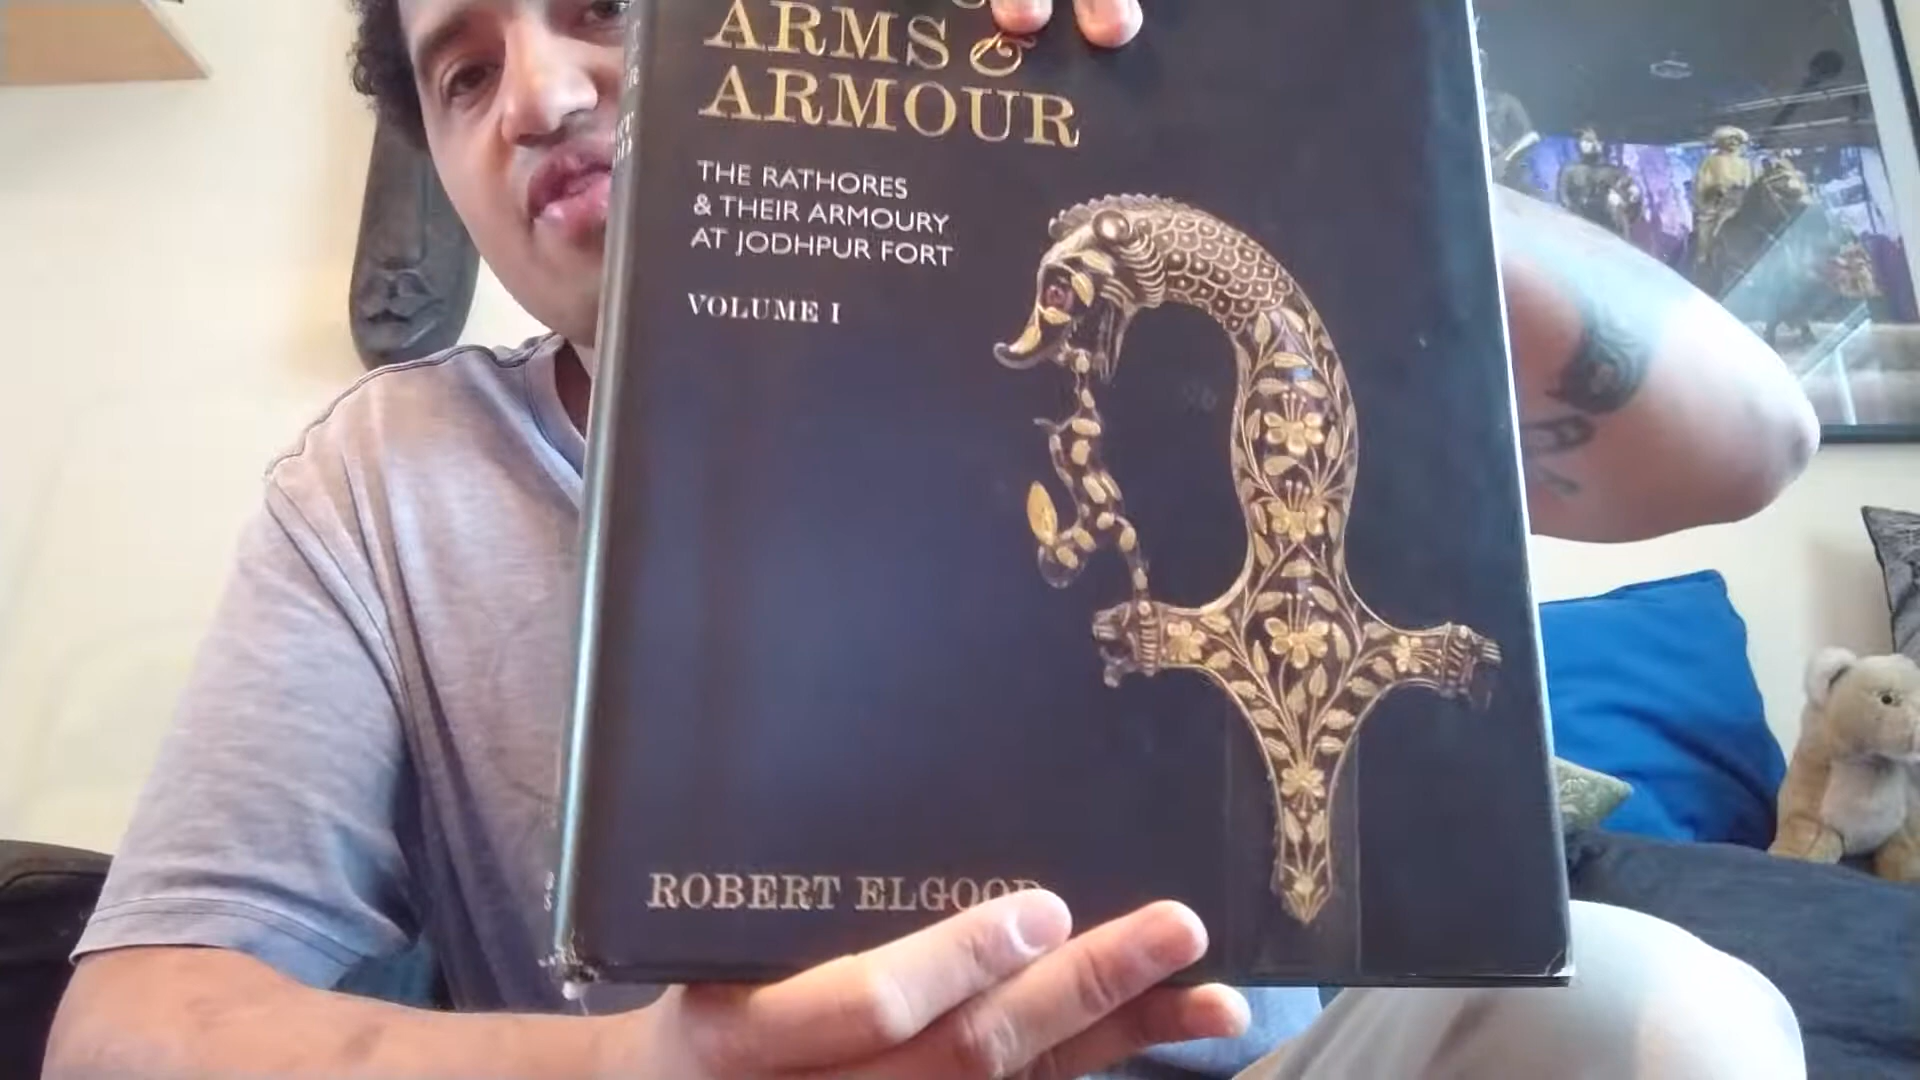 ARMS &
ARMOUR
THE RATHORES
& THEIR ARMOURY
AT JODHPUR FORT
VOLUME I
ROBERT ELGOOD